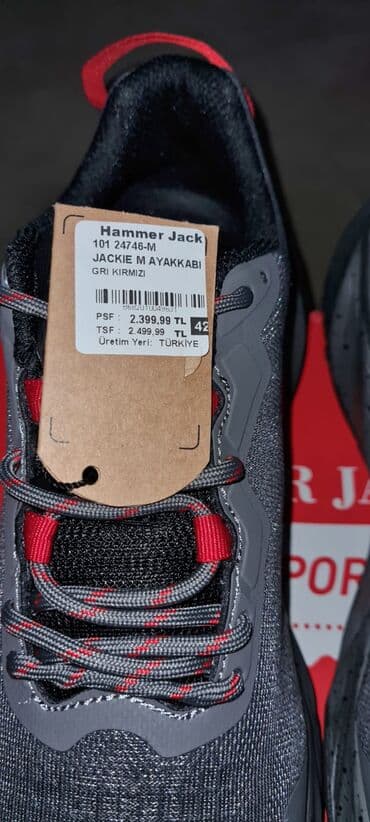 Hammer Jack
101 24746-M
JACKIE M AYAKKABI
GRI KIRMIZI
PSF : 2.399,99 TL
TSF : 2.499,99 TL
42
Üretim Yeri: TÜRKİYE
R JA
POR